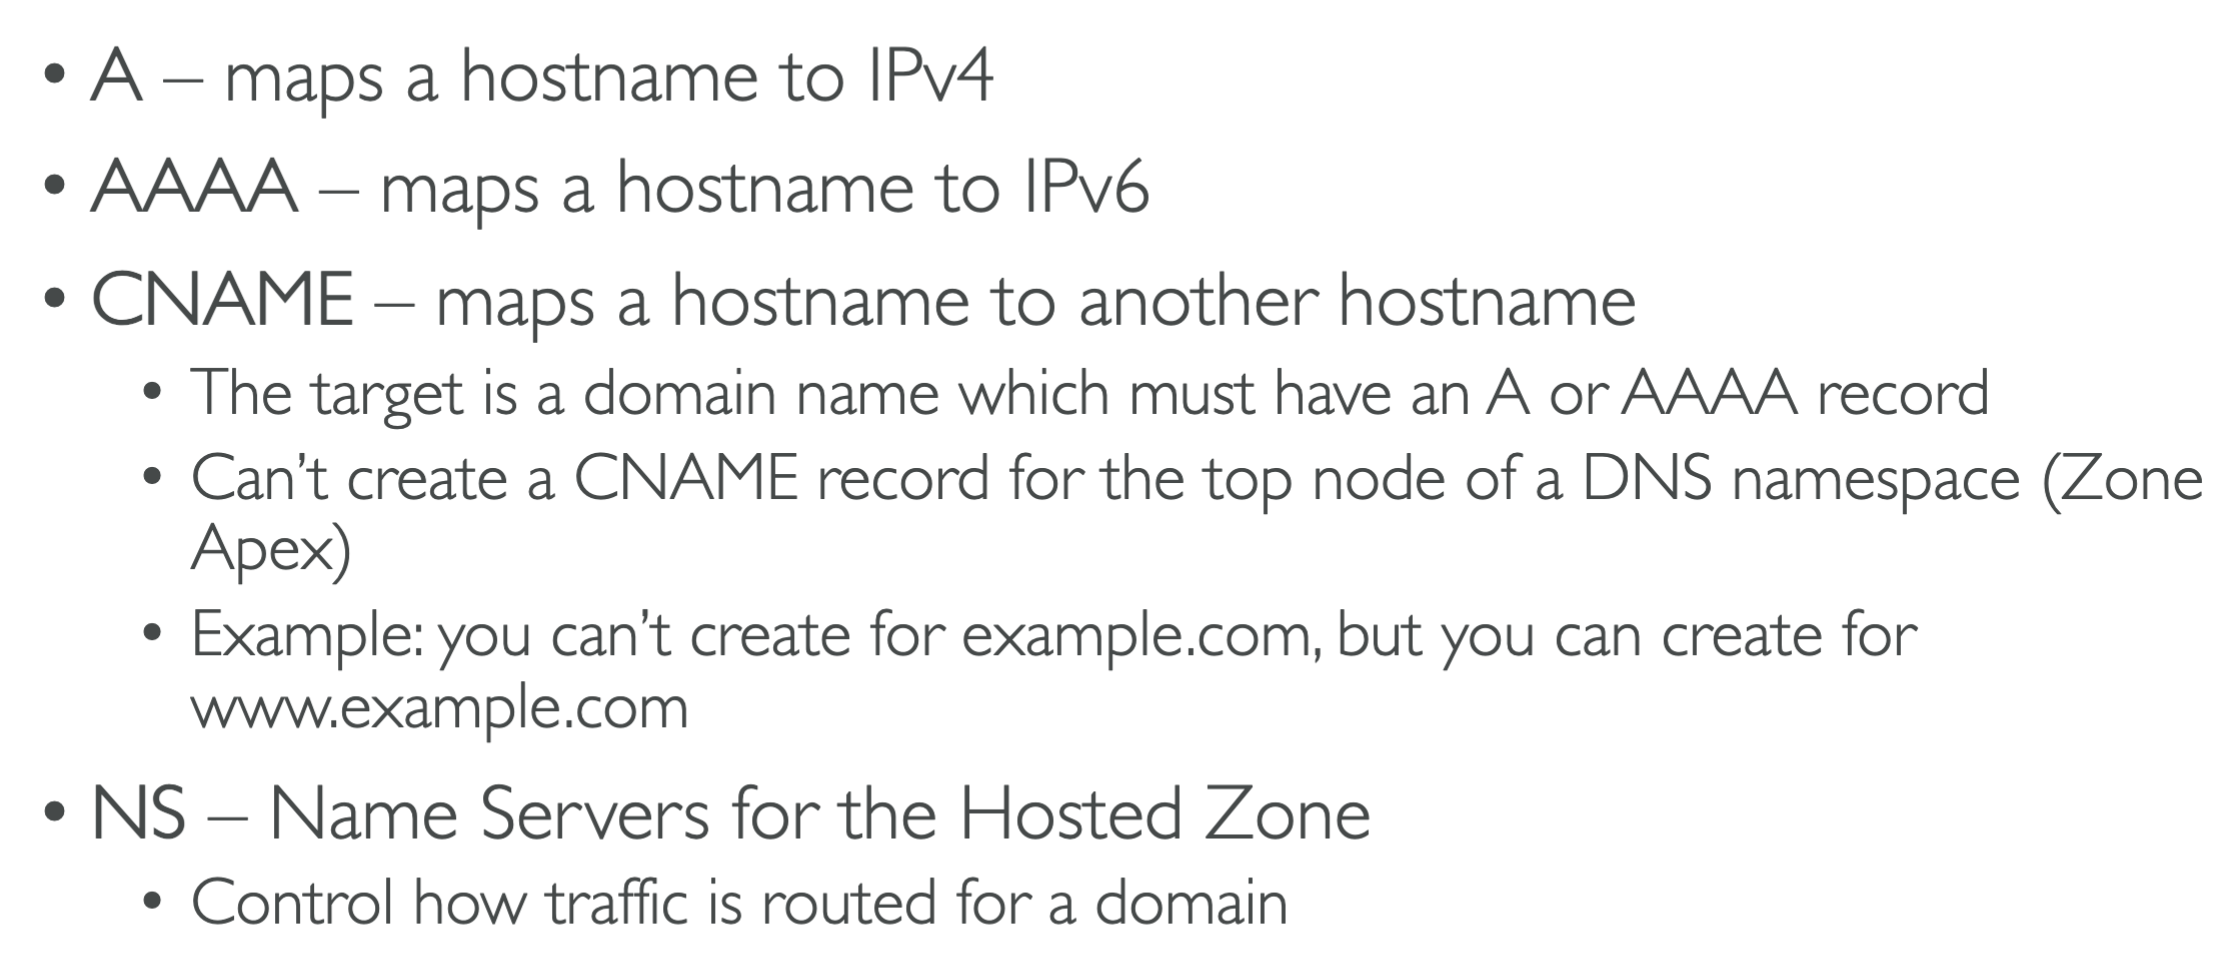 • A – maps a hostname to IPv4
• AAAA – maps a hostname to IPv6
• CNAME – maps a hostname to another hostname
• The target is a domain name which must have an A or AAAA record
• Can’t create a CNAME record for the top node of a DNS namespace (Zone
Apex)
• Example: you can’t create for example.com, but you can create for
www.example.com
• NS – Name Servers for the Hosted Zone
• Control how traffic is routed for a domain